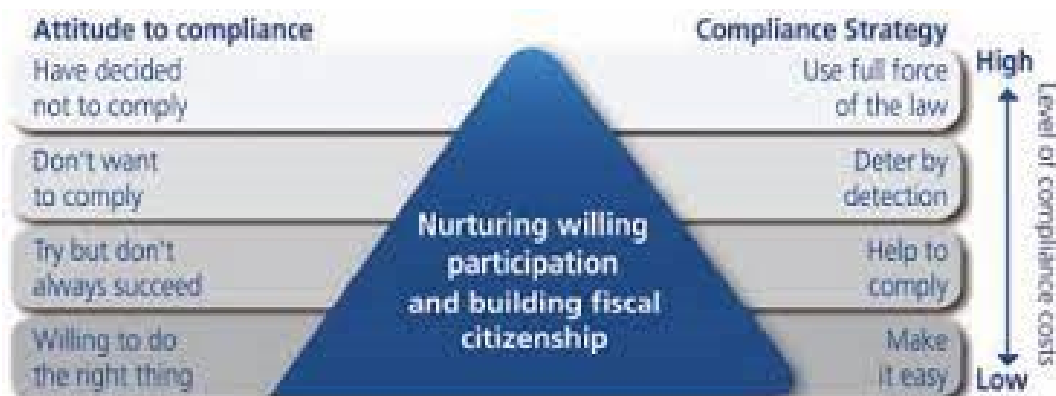 Attitude to compliance
Have decided
not to comply
Don't want
to comply
Try but don't
always succeed
Willing to do
the right thing
Nurturing willing
participation
and building fiscal
citizenship
Compliance Strategy
Use full force
of the law
Deter by
detection
Help to
comply
Make
it easy
High
Level of compliance costs
Low